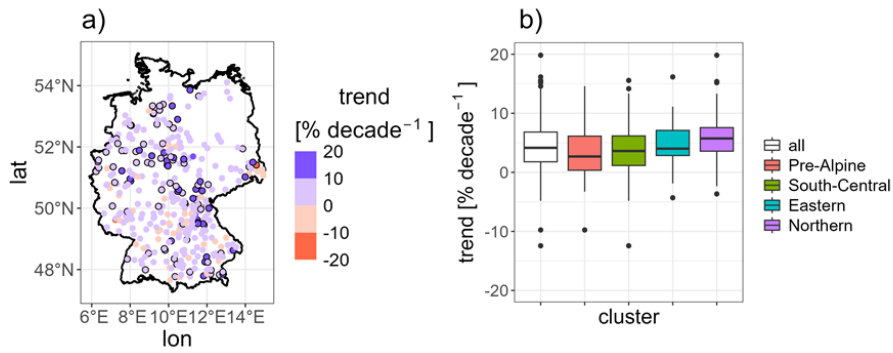 a)
54°N
52°N
50°N
48°N
lat
6°E 8°E 10°E 12°E 14°E
lon
trend
[% decade⁻¹ ]
20
10
0
-10
-20
b)
20
10
0
-10
-20
trend [% decade⁻¹ ]
cluster
all
Pre-Alpine
South-Central
Eastern
Northern